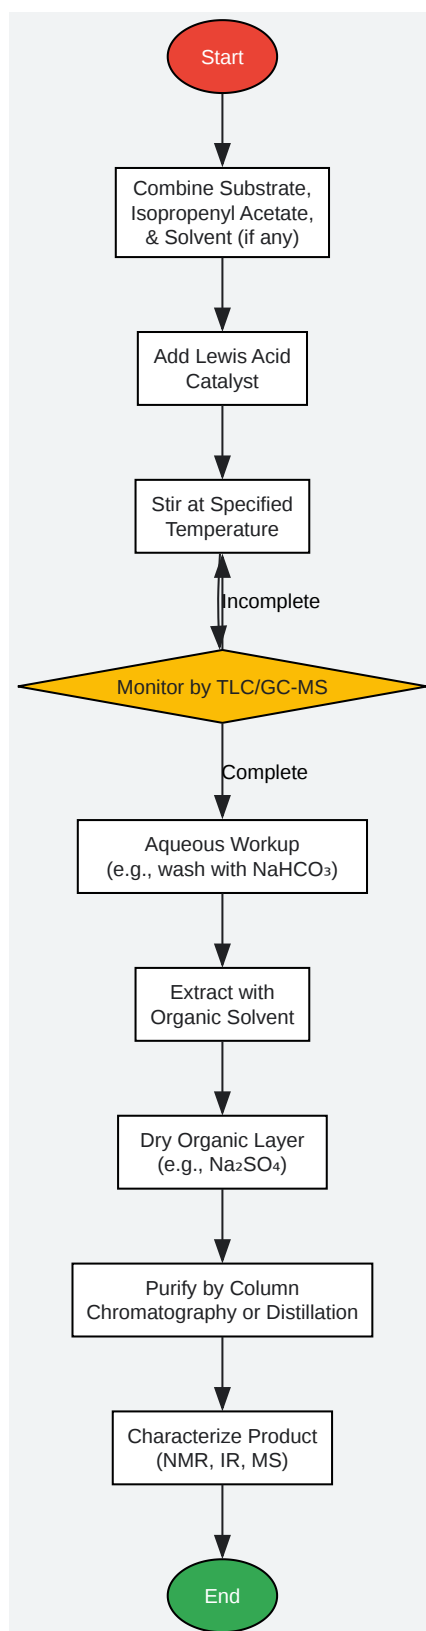 Start
Combine Substrate,
Isopropenyl Acetate,
& Solvent (if any)
Add Lewis Acid
Catalyst
Stir at Specified
Temperature
Incomplete
Monitor by TLC/GC-MS
Complete
Aqueous Workup
(e.g., wash with NaHCO₃)
Extract with
Organic Solvent
Dry Organic Layer
(e.g., Na₂SO₄)
Purify by Column
Chromatography or Distillation
Characterize Product
(NMR, IR, MS)
End